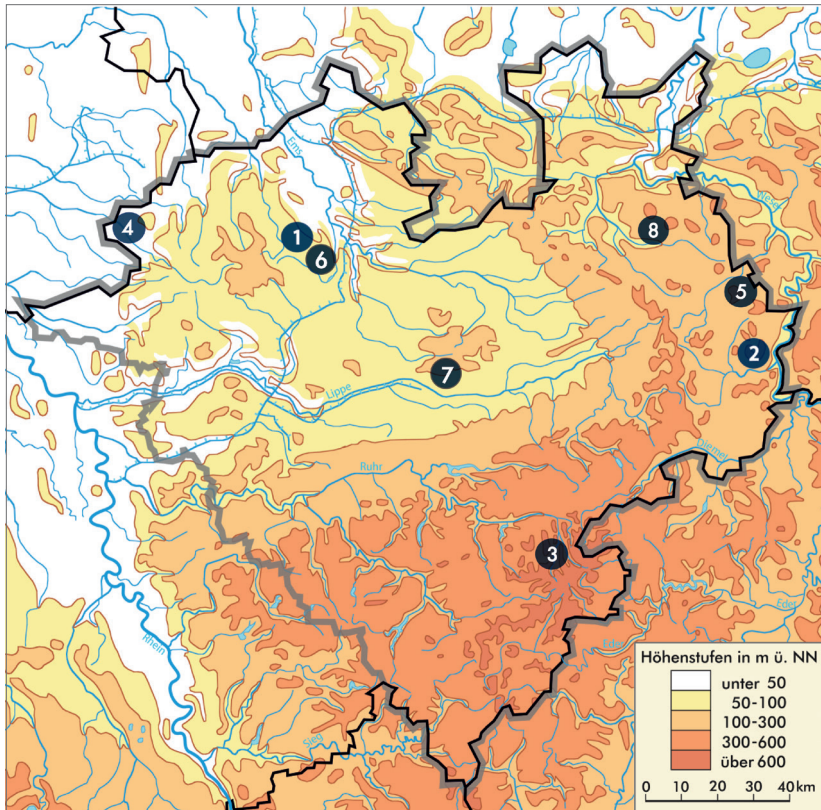 Ems
Weser
4
1
6
8
5
2
7
Lippe
Ruhr
Diemel
3
Eder
Eder
Rhein
Sieg
Höhenstufen in m ü. NN
unter 50
50-100
100-300
300-600
über 600
0 10 20 30 40 km